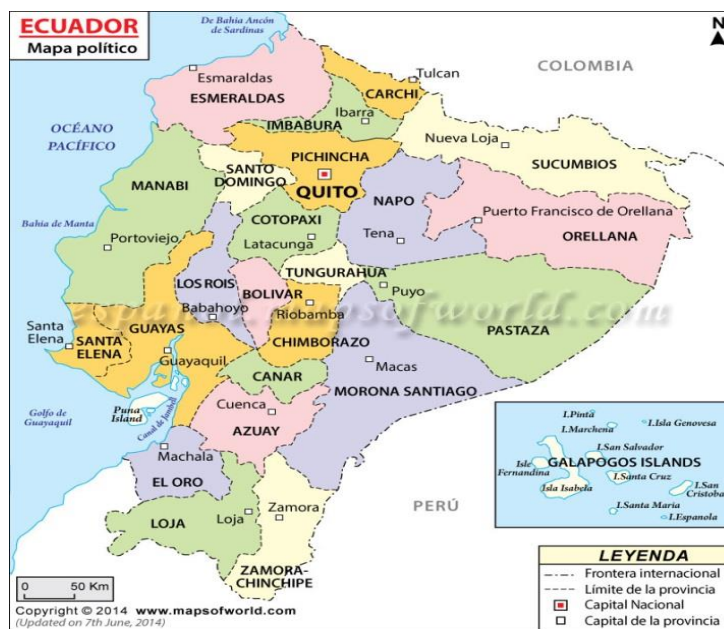 ECUADOR
Mapa político
De Bahía Ancón
de Sardinas
N
COLOMBIA
Esmaraldas
ESMERALDAS
Tulcan
CARCHI
Ibarra
IMBABURA
OCÉANO
PACÍFICO
Nueva Loja
SUCUMBIOS
PICHINCHA
QUITO
SANTO
DOMINGO
MANABI
NAPO
COTOPAXI
Puerto Francisco de Orellana
ORELLANA
Bahia de Manta
Portoviejo
Latacunga
Tena
TUNGURAHUA
LOS ROIS
BOLIVAR
Puyo
Babahoyo
Riobamba
espanol.mapsofworld.com
PASTAZA
Santa
Elena
SANTA
ELENA
GUAYAS
Guayaquil
CHIMBORAZO
CANAR
Macas
MORONA SANTIAGO
Golfo de
Guayaquil
Puna
Island
Canal de Jambeli
Cuenca
AZUAY
Machala
EL ORO
PERÚ
LOJA
Loja
Zamora
ZAMORA-
CHINCHIPE
I.Pinta
I.Marchena
I.Isla Genovesa
I.San Salvador
GALAPOGOS ISLANDS
Isle
Fernandina
I.Santa Cruz
Isla Isabela
I.San
Cristobal
I.Santa Maria
I.Espanola
LEYENDA
Frontera internacional
Límite de la provincia
Capital Nacional
Capital de la provincia
0 50 Km
Copyright © 2014 www.mapsofworld.com
(Updated on 7th June, 2014)